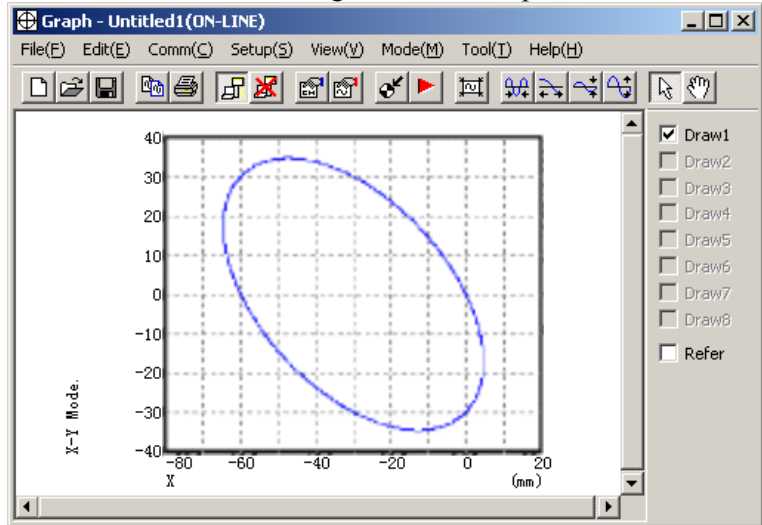 Graph - Untitled1(ON-LINE)
File(F) Edit(E) Comm(C) Setup(S) View(V) Mode(M) Tool(T) Help(H)
40
30
20
10
0
-10
-20
-30
-40
-80 -60 -40 -20 0 20
X (mm)
X-Y Mode.
Draw1
Draw2
Draw3
Draw4
Draw5
Draw6
Draw7
Draw8
Refer